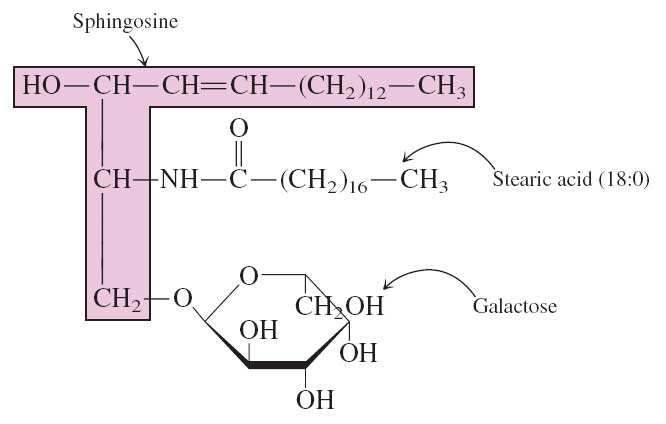 Sphingosine
HO—CH—CH=CH—(CH₂)₁₂—CH₃
O
CH—NH—C—(CH₂)₁₆—CH₃
Stearic acid (18:0)
O
CH₂—O
CH₂OH
Galactose
OH
OH
OH